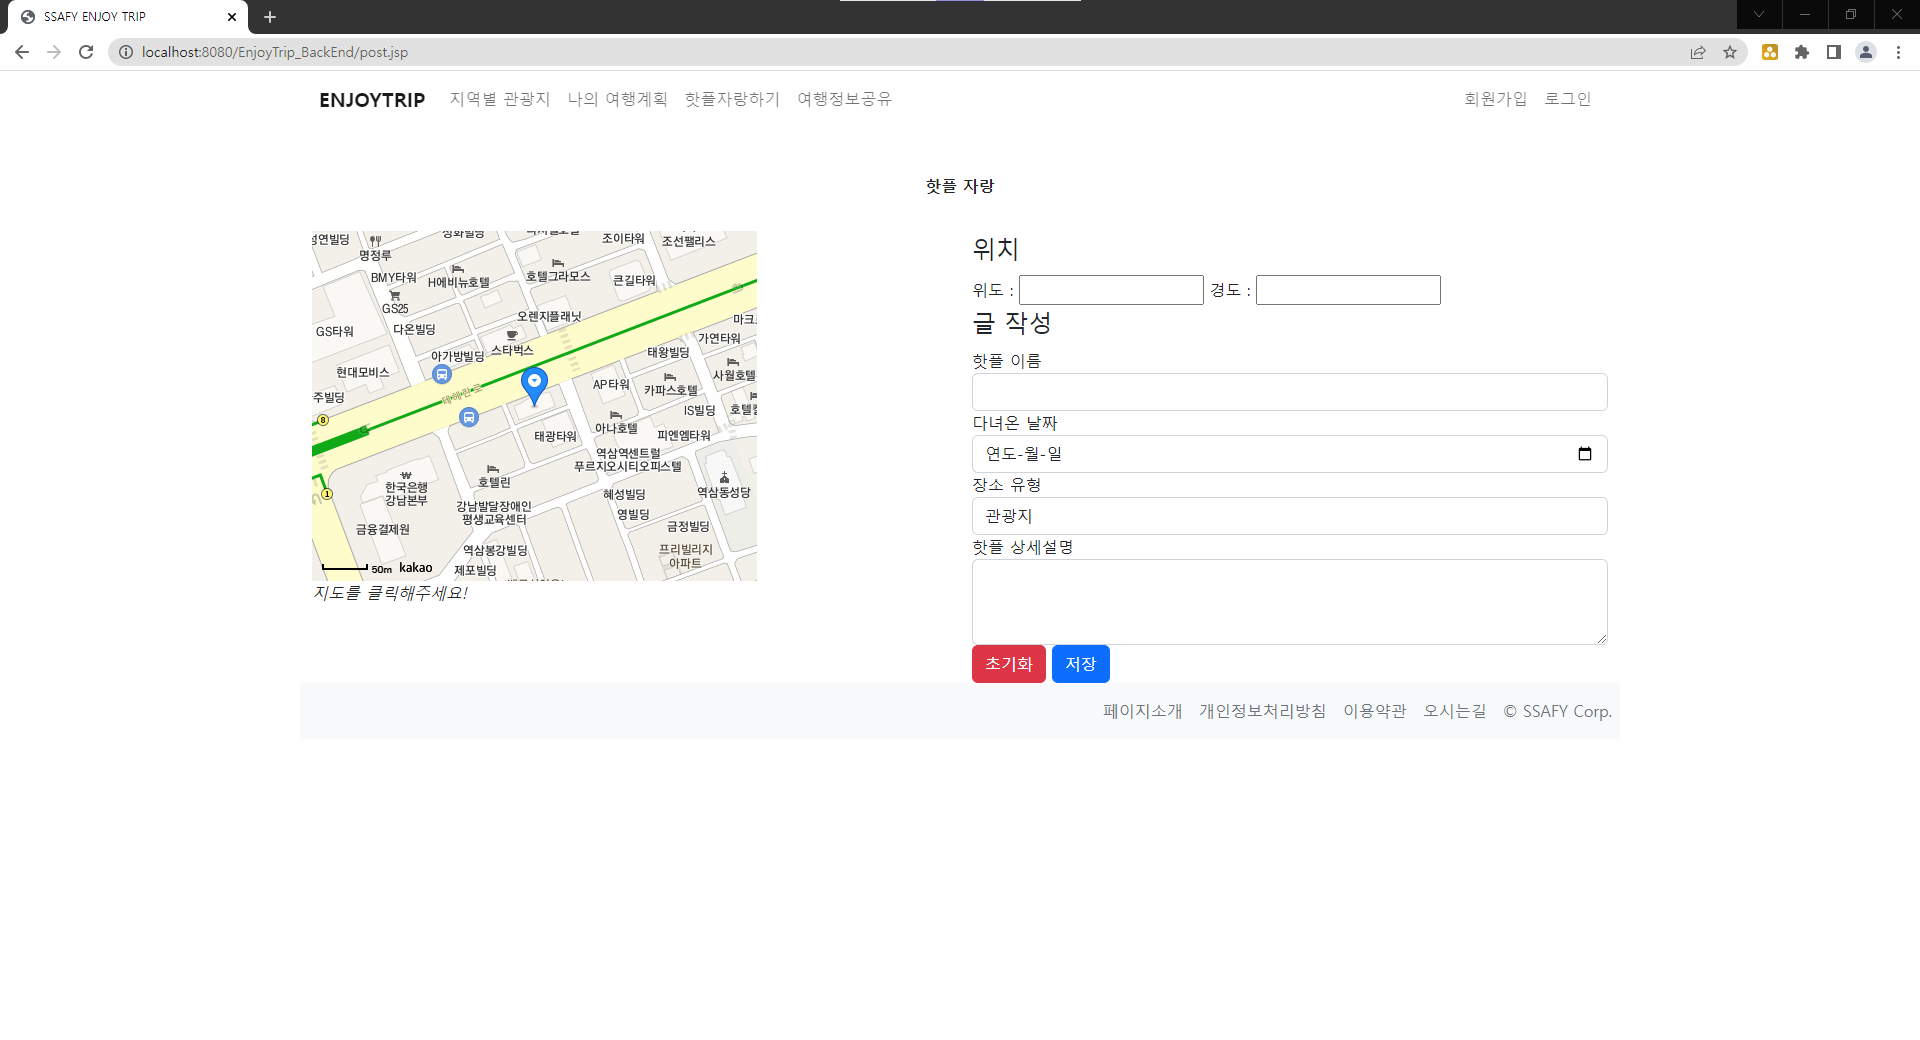 SSAFY ENJOY TRIP
localhost:8080/EnjoyTrip_BackEnd/post.jsp
ENJOYTRIP 지역별 관광지 나의 여행계획 핫플자랑하기 여행정보공유 회원가입 로그인
핫플 자랑
명정루
조이타워
조선팰리스
BMY타워
H에비뉴호텔
호텔그라모스
큰길타워
GS25
GS타워
다온빌딩
오렌지플래닛
가연타워
아가방빌딩
스타벅스
태왕빌딩
현대모비스
테헤란로
AP타워
카파스호텔
사월호텔
IS빌딩
8
태광타워
아나호텔
피엔엠타워
역삼역센트럴
푸르지오시티오피스텔
호텔린
한국은행
강남본부
1
혜성빌딩
역삼동성당
강남발달장애인
평생교육센터
영빌딩
금융결제원
금정빌딩
역삼봉강빌딩
프리빌리지
아파트
50m kakao
제포빌딩
지도를 클릭해주세요!
위치
위도 : 경도 :
글 작성
핫플 이름
다녀온 날짜
연도-월-일
장소 유형
관광지
핫플 상세설명
초기화 저장
페이지소개 개인정보처리방침 이용약관 오시는길 © SSAFY Corp.